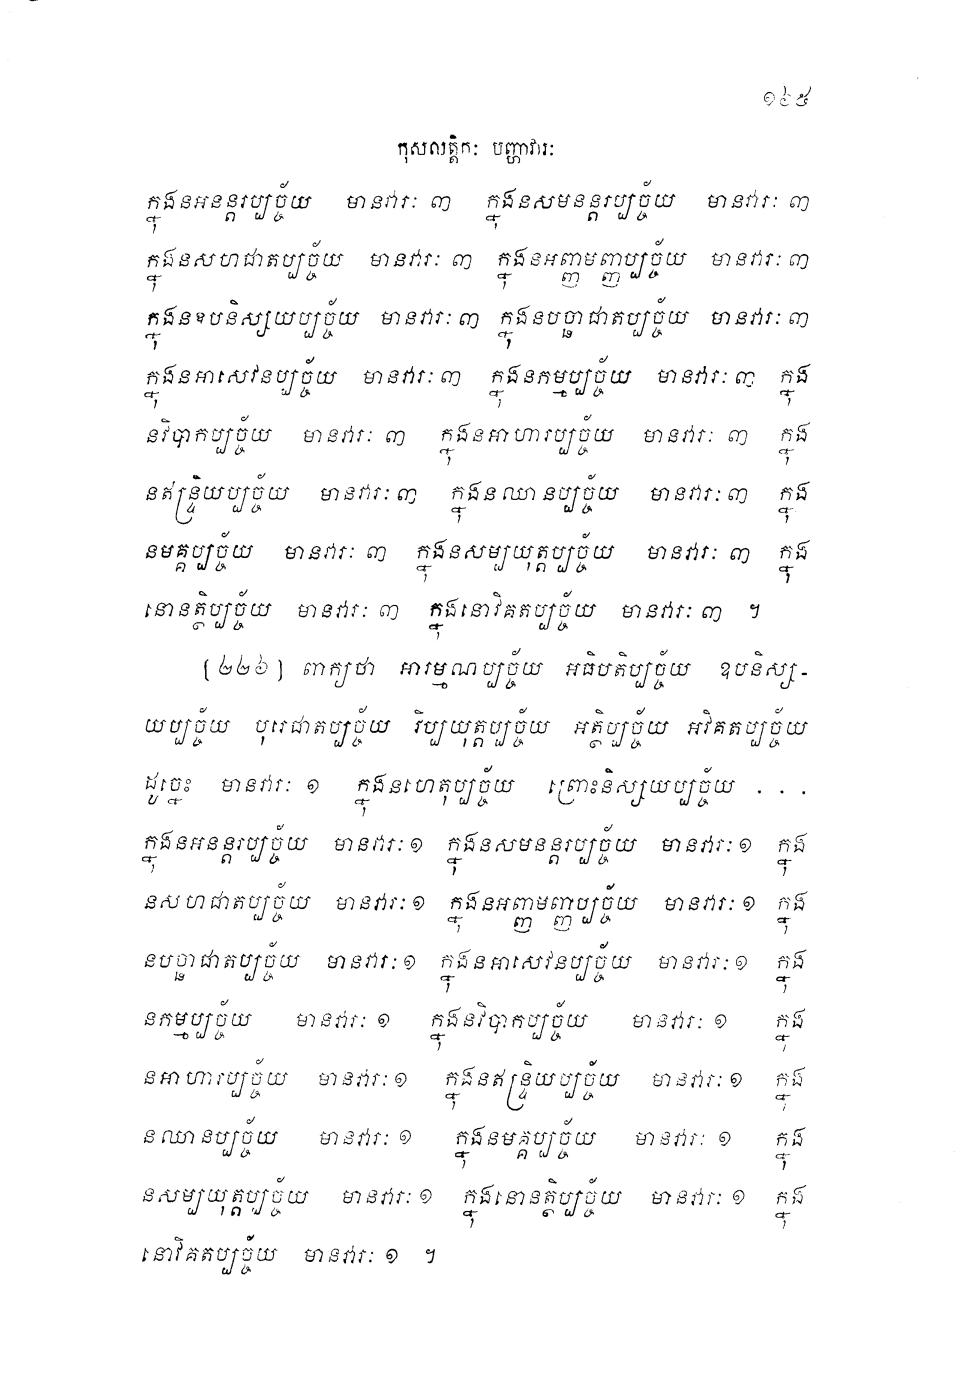 ១៤៥
កុសលត្តិកៈ បញ្ហាវារៈ
ក្នុងនអនន្តរប្បច្ច័យ មានវារៈ ៣ ក្នុងនសមនន្តរប្បច្ច័យ មានវារៈ ៣
ក្នុងនសហជាតប្បច្ច័យ មានវារៈ ៣ ក្នុងនអញ្ញមញ្ញប្បច្ច័យ មានវារៈ ៣
ក្នុងនឧបនិស្សយប្បច្ច័យ មានវារៈ ៣ ក្នុងនបច្ឆាជាតប្បច្ច័យ មានវារៈ ៣
ក្នុងនអាសេវនប្បច្ច័យ មានវារៈ ៣ ក្នុងនកម្មប្បច្ច័យ មានវារៈ ៣ ក្នុង
នវិបាកប្បច្ច័យ មានវារៈ ៣ ក្នុងនអាហារប្បច្ច័យ មានវារៈ ៣ ក្នុង
នឥន្ទ្រិយប្បច្ច័យ មានវារៈ ៣ ក្នុងនឈានប្បច្ច័យ មានវារៈ ៣ ក្នុង
នមគ្គប្បច្ច័យ មានវារៈ ៣ ក្នុងនសម្បយុត្តប្បច្ច័យ មានវារៈ ៣ ក្នុង
នោនត្ថិប្បច្ច័យ មានវារៈ ៣ ក្នុងនោវិគតប្បច្ច័យ មានវារៈ ៣ ។
[២២៦] ពាក្យថា អារម្មណប្បច្ច័យ អធិបតិប្បច្ច័យ ឧបនិស្ស-
យប្បច្ច័យ បុរេជាតប្បច្ច័យ វិប្បយុត្តប្បច្ច័យ អត្ថិប្បច្ច័យ អវិគតប្បច្ច័យ
ដូច្នេះ មានវារៈ ១ ក្នុងនហេតុប្បច្ច័យ ព្រោះនិស្សយប្បច្ច័យ . . .
ក្នុងនអនន្តរប្បច្ច័យ មានវារៈ ១ ក្នុងនសមនន្តរប្បច្ច័យ មានវារៈ ១ ក្នុង
នសហជាតប្បច្ច័យ មានវារៈ ១ ក្នុងនអញ្ញមញ្ញប្បច្ច័យ មានវារៈ ១ ក្នុង
នបច្ឆាជាតប្បច្ច័យ មានវារៈ ១ ក្នុងនអាសេវនប្បច្ច័យ មានវារៈ ១ ក្នុង
នកម្មប្បច្ច័យ មានវារៈ ១ ក្នុងនវិបាកប្បច្ច័យ មានវារៈ ១ ក្នុង
នអាហារប្បច្ច័យ មានវារៈ ១ ក្នុងនឥន្ទ្រិយប្បច្ច័យ មានវារៈ ១ ក្នុង
នឈានប្បច្ច័យ មានវារៈ ១ ក្នុងនមគ្គប្បច្ច័យ មានវារៈ ១ ក្នុង
នសម្បយុត្តប្បច្ច័យ មានវារៈ ១ ក្នុងនោនត្ថិប្បច្ច័យ មានវារៈ ១ ក្នុង
នោវិគតប្បច្ច័យ មានវារៈ ១ ។